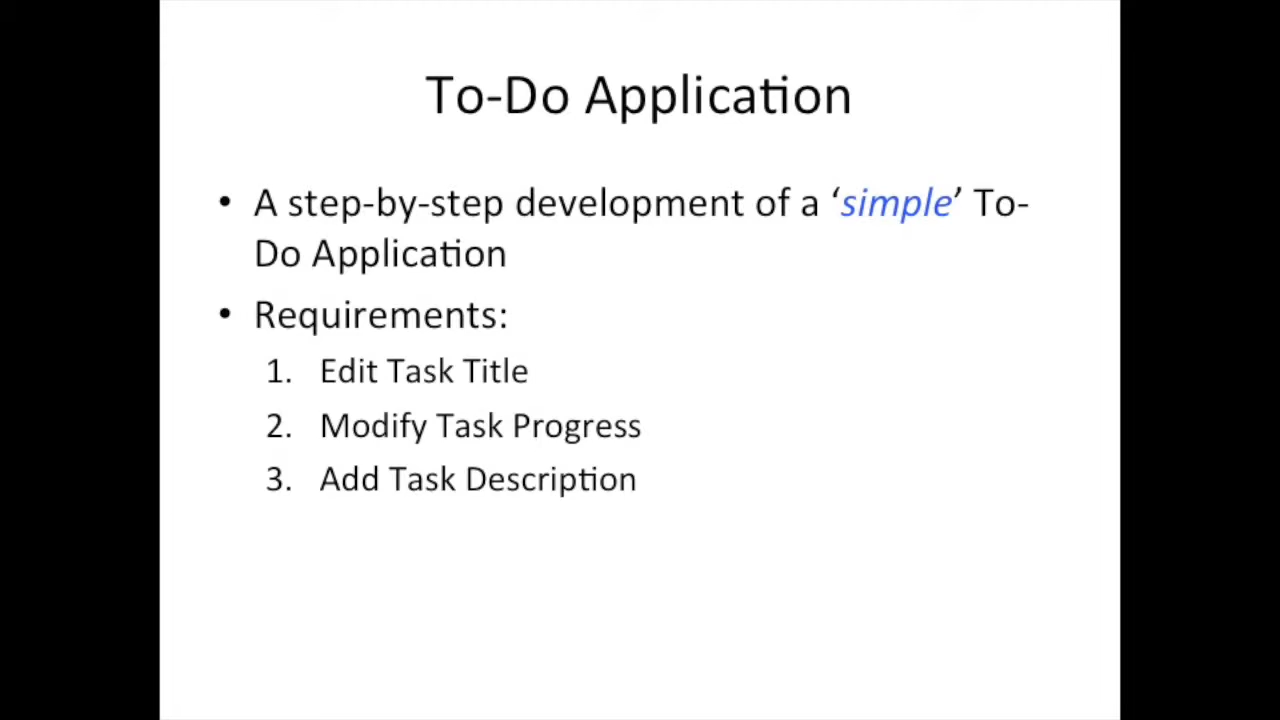 To-Do Application
• A step-by-step development of a ‘simple’ To-
Do Application
• Requirements:
1. Edit Task Title
2. Modify Task Progress
3. Add Task Description